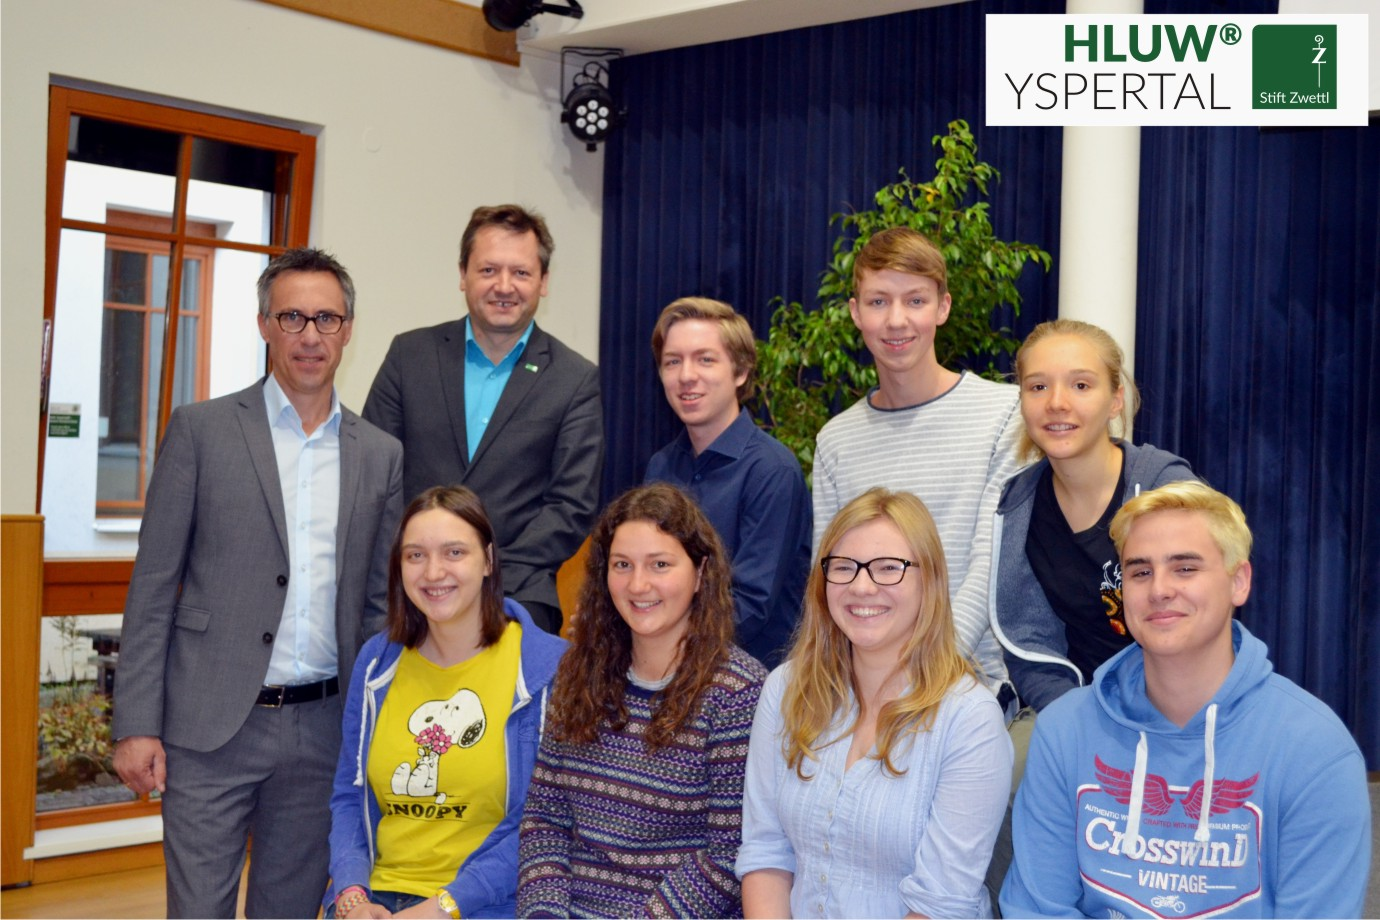 HLUW®
YSPERTAL
Z
Stift Zwettl
SNOOPY
CrosswinD
VINTAGE